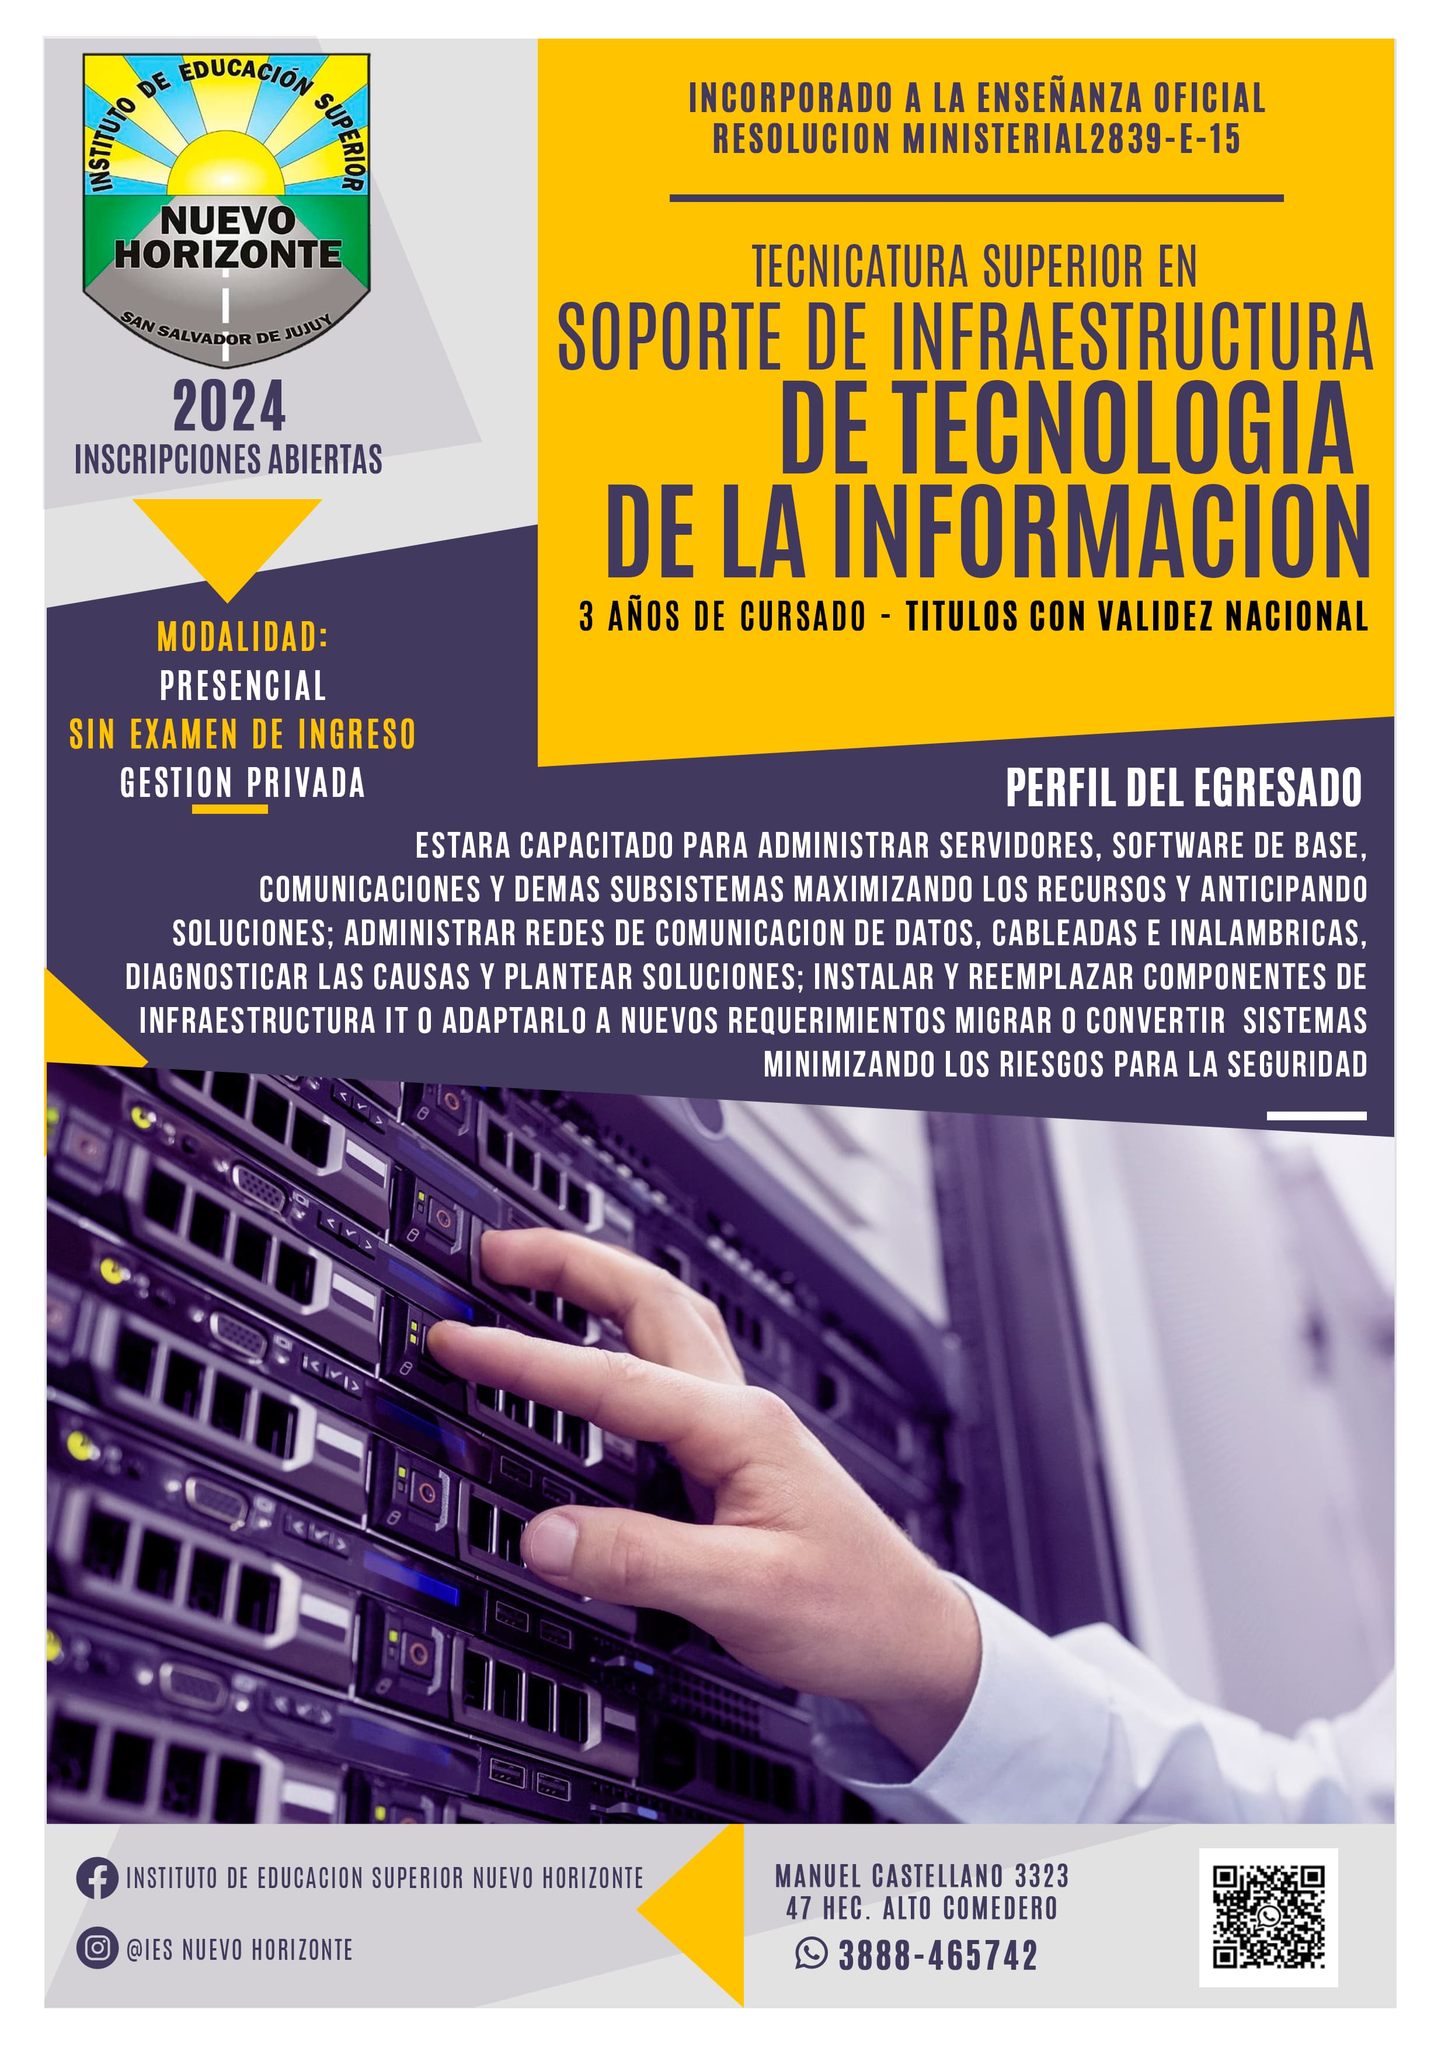 INSTITUTO DE EDUCACIÓN SUPERIOR
NUEVO
HORIZONTE
SAN SALVADOR DE JUJUY
2024
INSCRIPCIONES ABIERTAS
MODALIDAD:
PRESENCIAL
SIN EXAMEN DE INGRESO
GESTION PRIVADA
INCORPORADO A LA ENSEÑANZA OFICIAL
RESOLUCION MINISTERIAL2839-E-15
TECNICATURA SUPERIOR EN
SOPORTE DE INFRAESTRUCTURA
DE TECNOLOGIA
DE LA INFORMACION
3 AÑOS DE CURSADO - TITULOS CON VALIDEZ NACIONAL
PERFIL DEL EGRESADO
ESTARA CAPACITADO PARA ADMINISTRAR SERVIDORES, SOFTWARE DE BASE,
COMUNICACIONES Y DEMAS SUBSISTEMAS MAXIMIZANDO LOS RECURSOS Y ANTICIPANDO
SOLUCIONES; ADMINISTRAR REDES DE COMUNICACION DE DATOS, CABLEADAS E INALAMBRICAS,
DIAGNOSTICAR LAS CAUSAS Y PLANTEAR SOLUCIONES; INSTALAR Y REEMPLAZAR COMPONENTES DE
INFRAESTRUCTURA IT O ADAPTARLO A NUEVOS REQUERIMIENTOS MIGRAR O CONVERTIR SISTEMAS
MINIMIZANDO LOS RIESGOS PARA LA SEGURIDAD
INSTITUTO DE EDUCACION SUPERIOR NUEVO HORIZONTE
@IES NUEVO HORIZONTE
MANUEL CASTELLANO 3323
47 HEC. ALTO COMEDERO
3888-465742